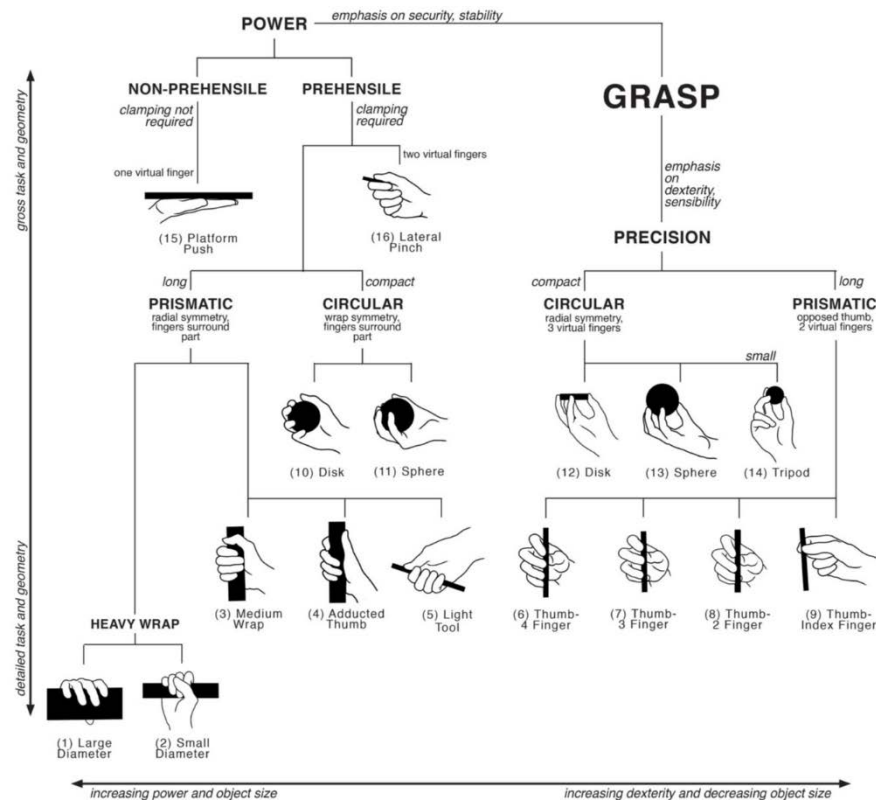 POWER
emphasis on security, stability
NON-PREHENSILE
clamping not
required
PREHENSILE
clamping
required
GRASP
one virtual finger
two virtual fingers
emphasis
on
dexterity,
sensibility
(15) Platform
Push
(16) Lateral
Pinch
PRECISION
long
PRISMATIC
radial symmetry,
fingers surround
part
compact
CIRCULAR
wrap symmetry,
fingers surround
part
compact
CIRCULAR
radial symmetry,
3 virtual fingers
long
PRISMATIC
opposed thumb,
2 virtual fingers
small
(10) Disk
(11) Sphere
(12) Disk
(13) Sphere
(14) Tripod
(3) Medium
Wrap
(4) Adducted
Thumb
(5) Light
Tool
(6) Thumb-
4 Finger
(7) Thumb-
3 Finger
(8) Thumb-
2 Finger
(9) Thumb-
Index Finger
HEAVY WRAP
(1) Large
Diameter
(2) Small
Diameter
gross task and geometry
detailed task and geometry
increasing power and object size
increasing dexterity and decreasing object size